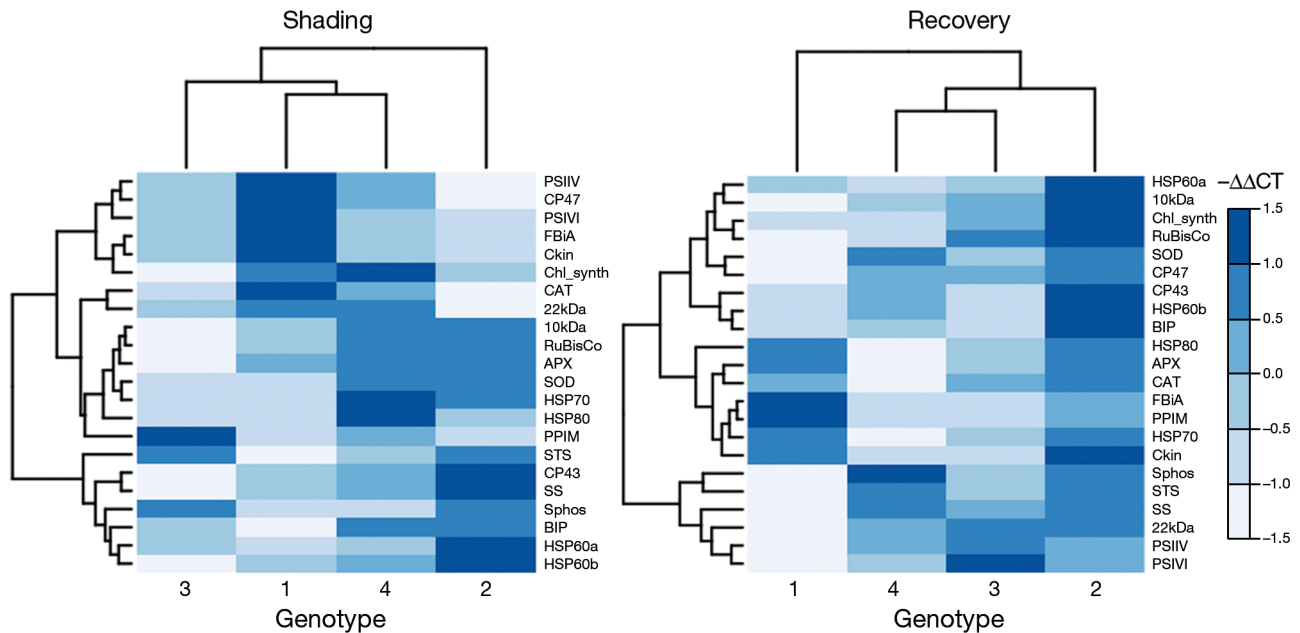 Shading
PSIIV
CP47
PSIVI
FBiA
Ckin
Chl_synth
CAT
22kDa
10kDa
RuBisCo
APX
SOD
HSP70
HSP80
PPIM
STS
CP43
SS
Sphos
BIP
HSP60a
HSP60b
3 1 4 2
Genotype
Recovery
HSP60a
10kDa
Chl_synth
RuBisCo
SOD
CP47
CP43
HSP60b
BIP
HSP80
APX
CAT
FBiA
PPIM
HSP70
Ckin
Sphos
STS
SS
22kDa
PSIIV
PSIVI
1 4 3 2
Genotype
−ΔΔCT
1.5
1.0
0.5
0.0
−0.5
−1.0
−1.5